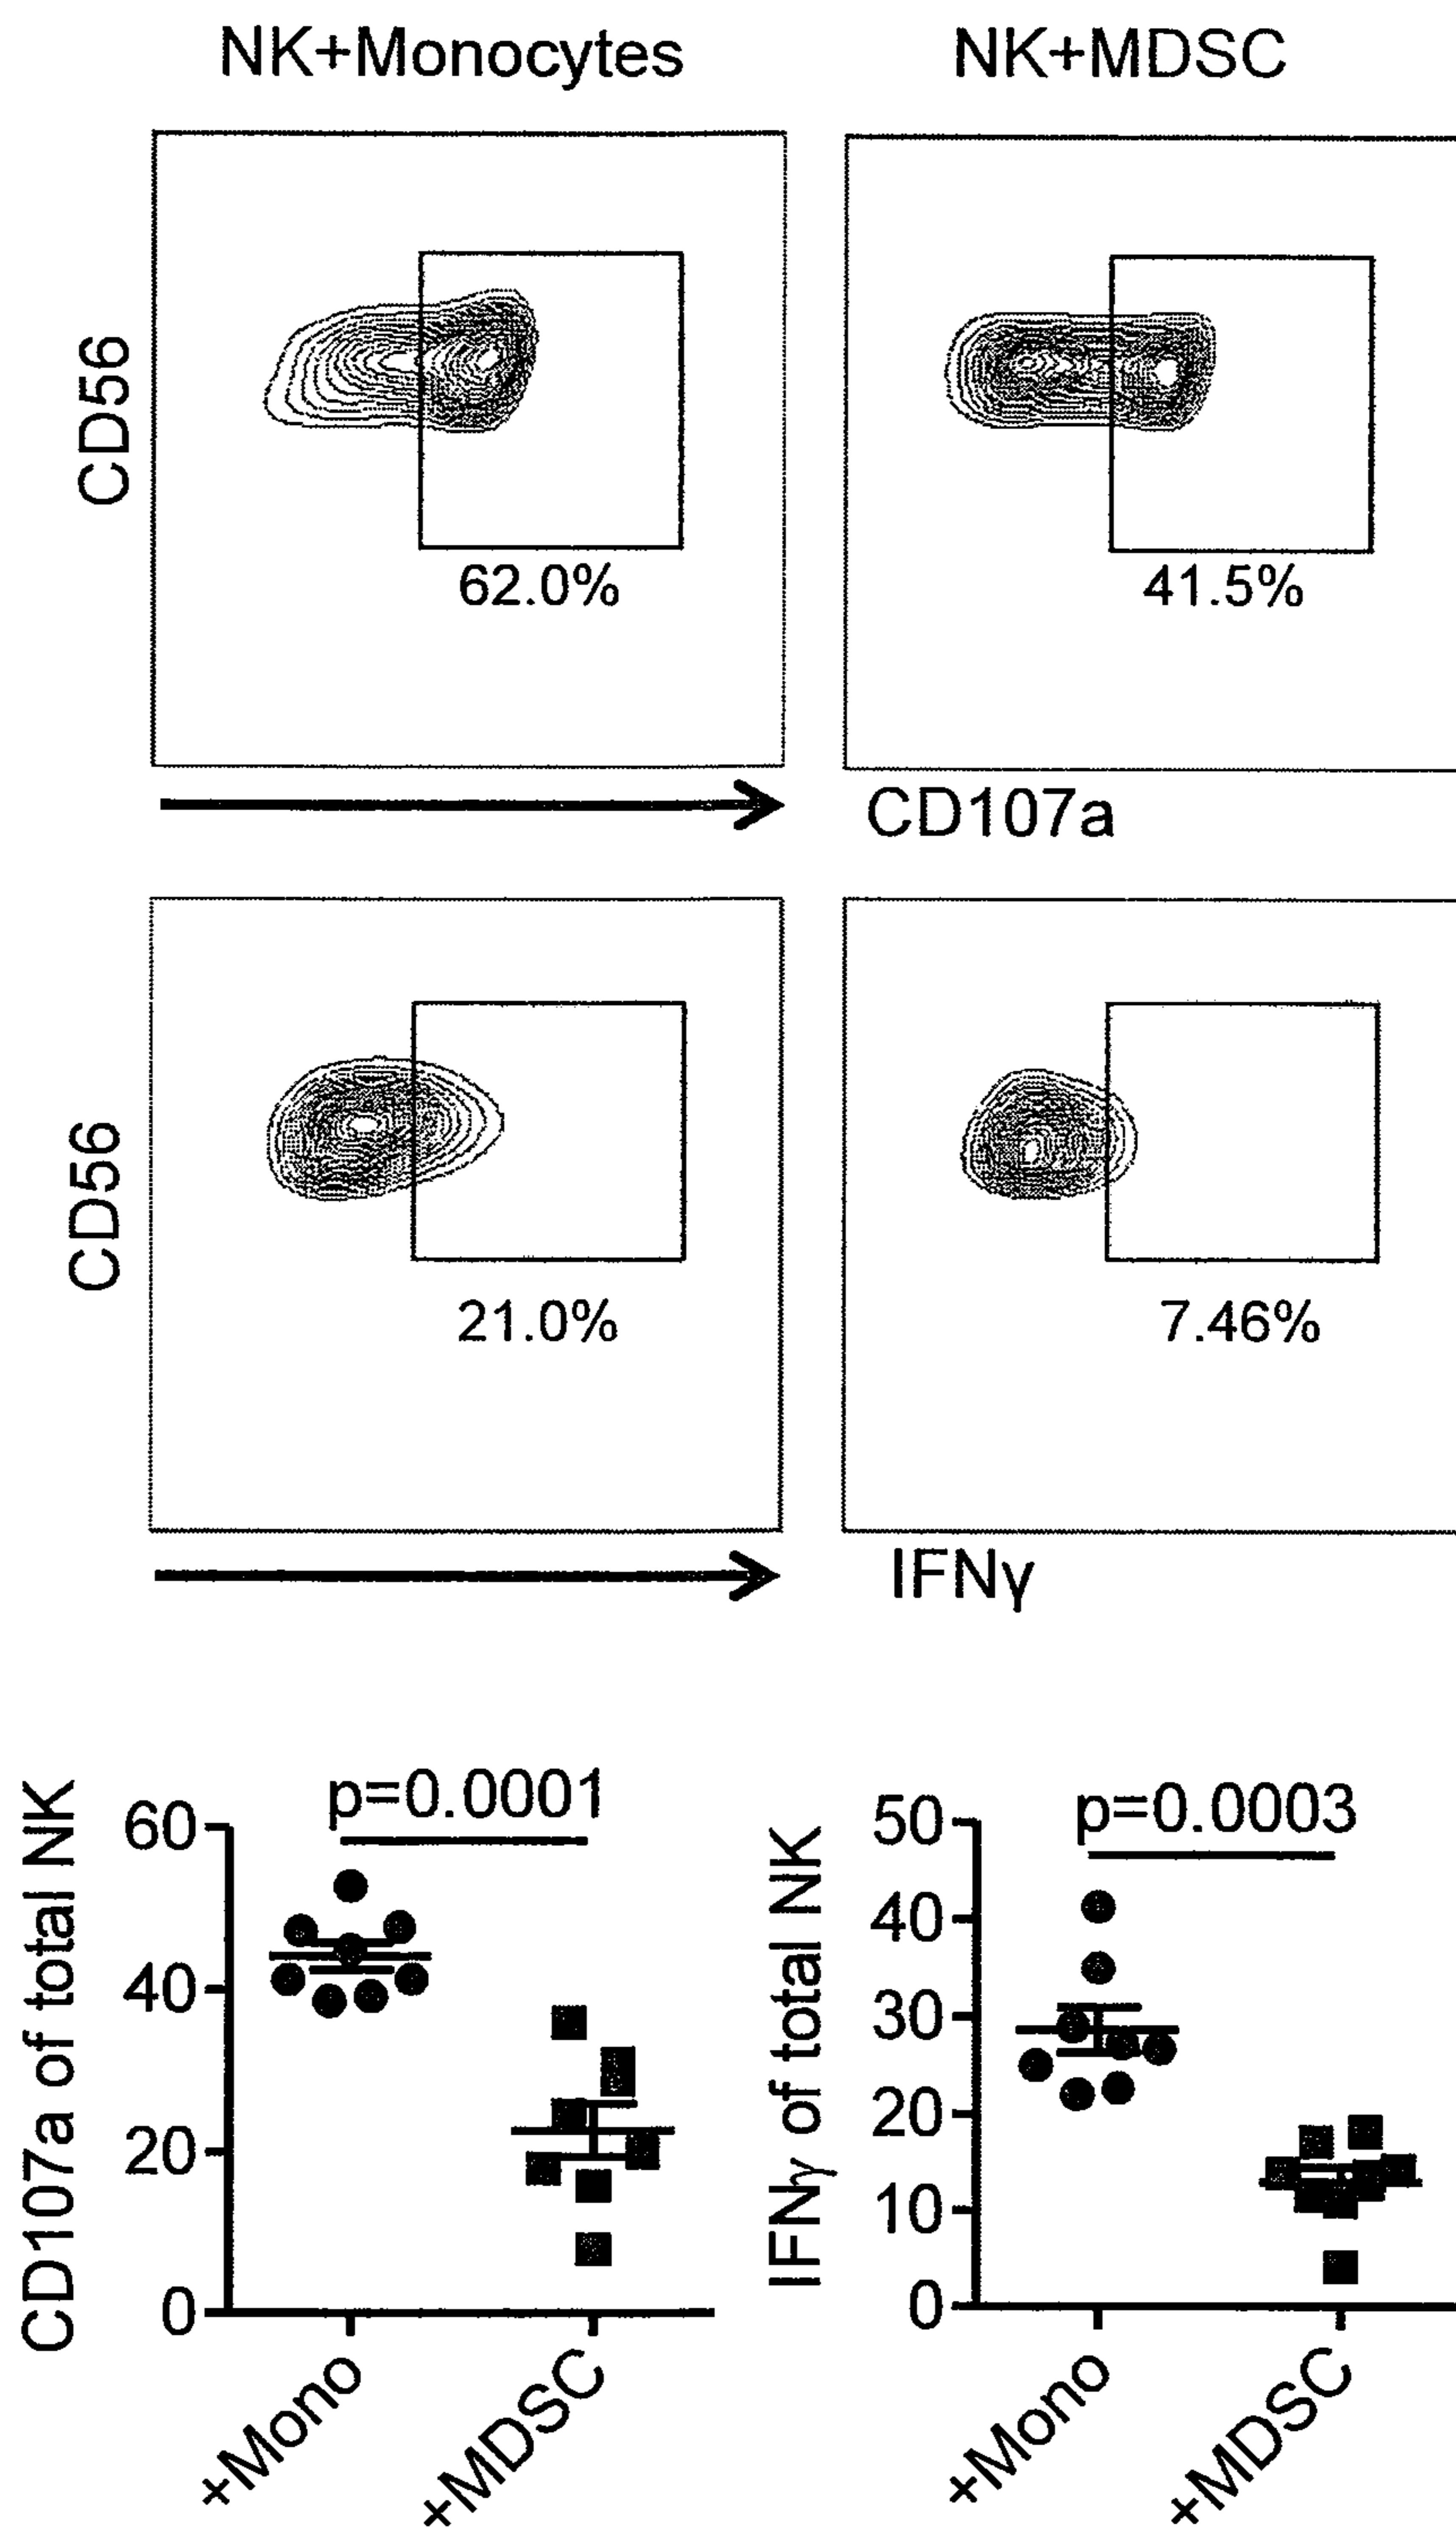 NK+Monocytes
NK+MDSC
CD56
62.0%
41.5%
CD107a
CD56
21.0%
7.46%
IFNγ
CD107a of total NK
p=0.0001
60
40
20
0
+Mono
+MDSC
IFNγ of total NK
p=0.0003
50
40
30
20
10
0
+Mono
+MDSC